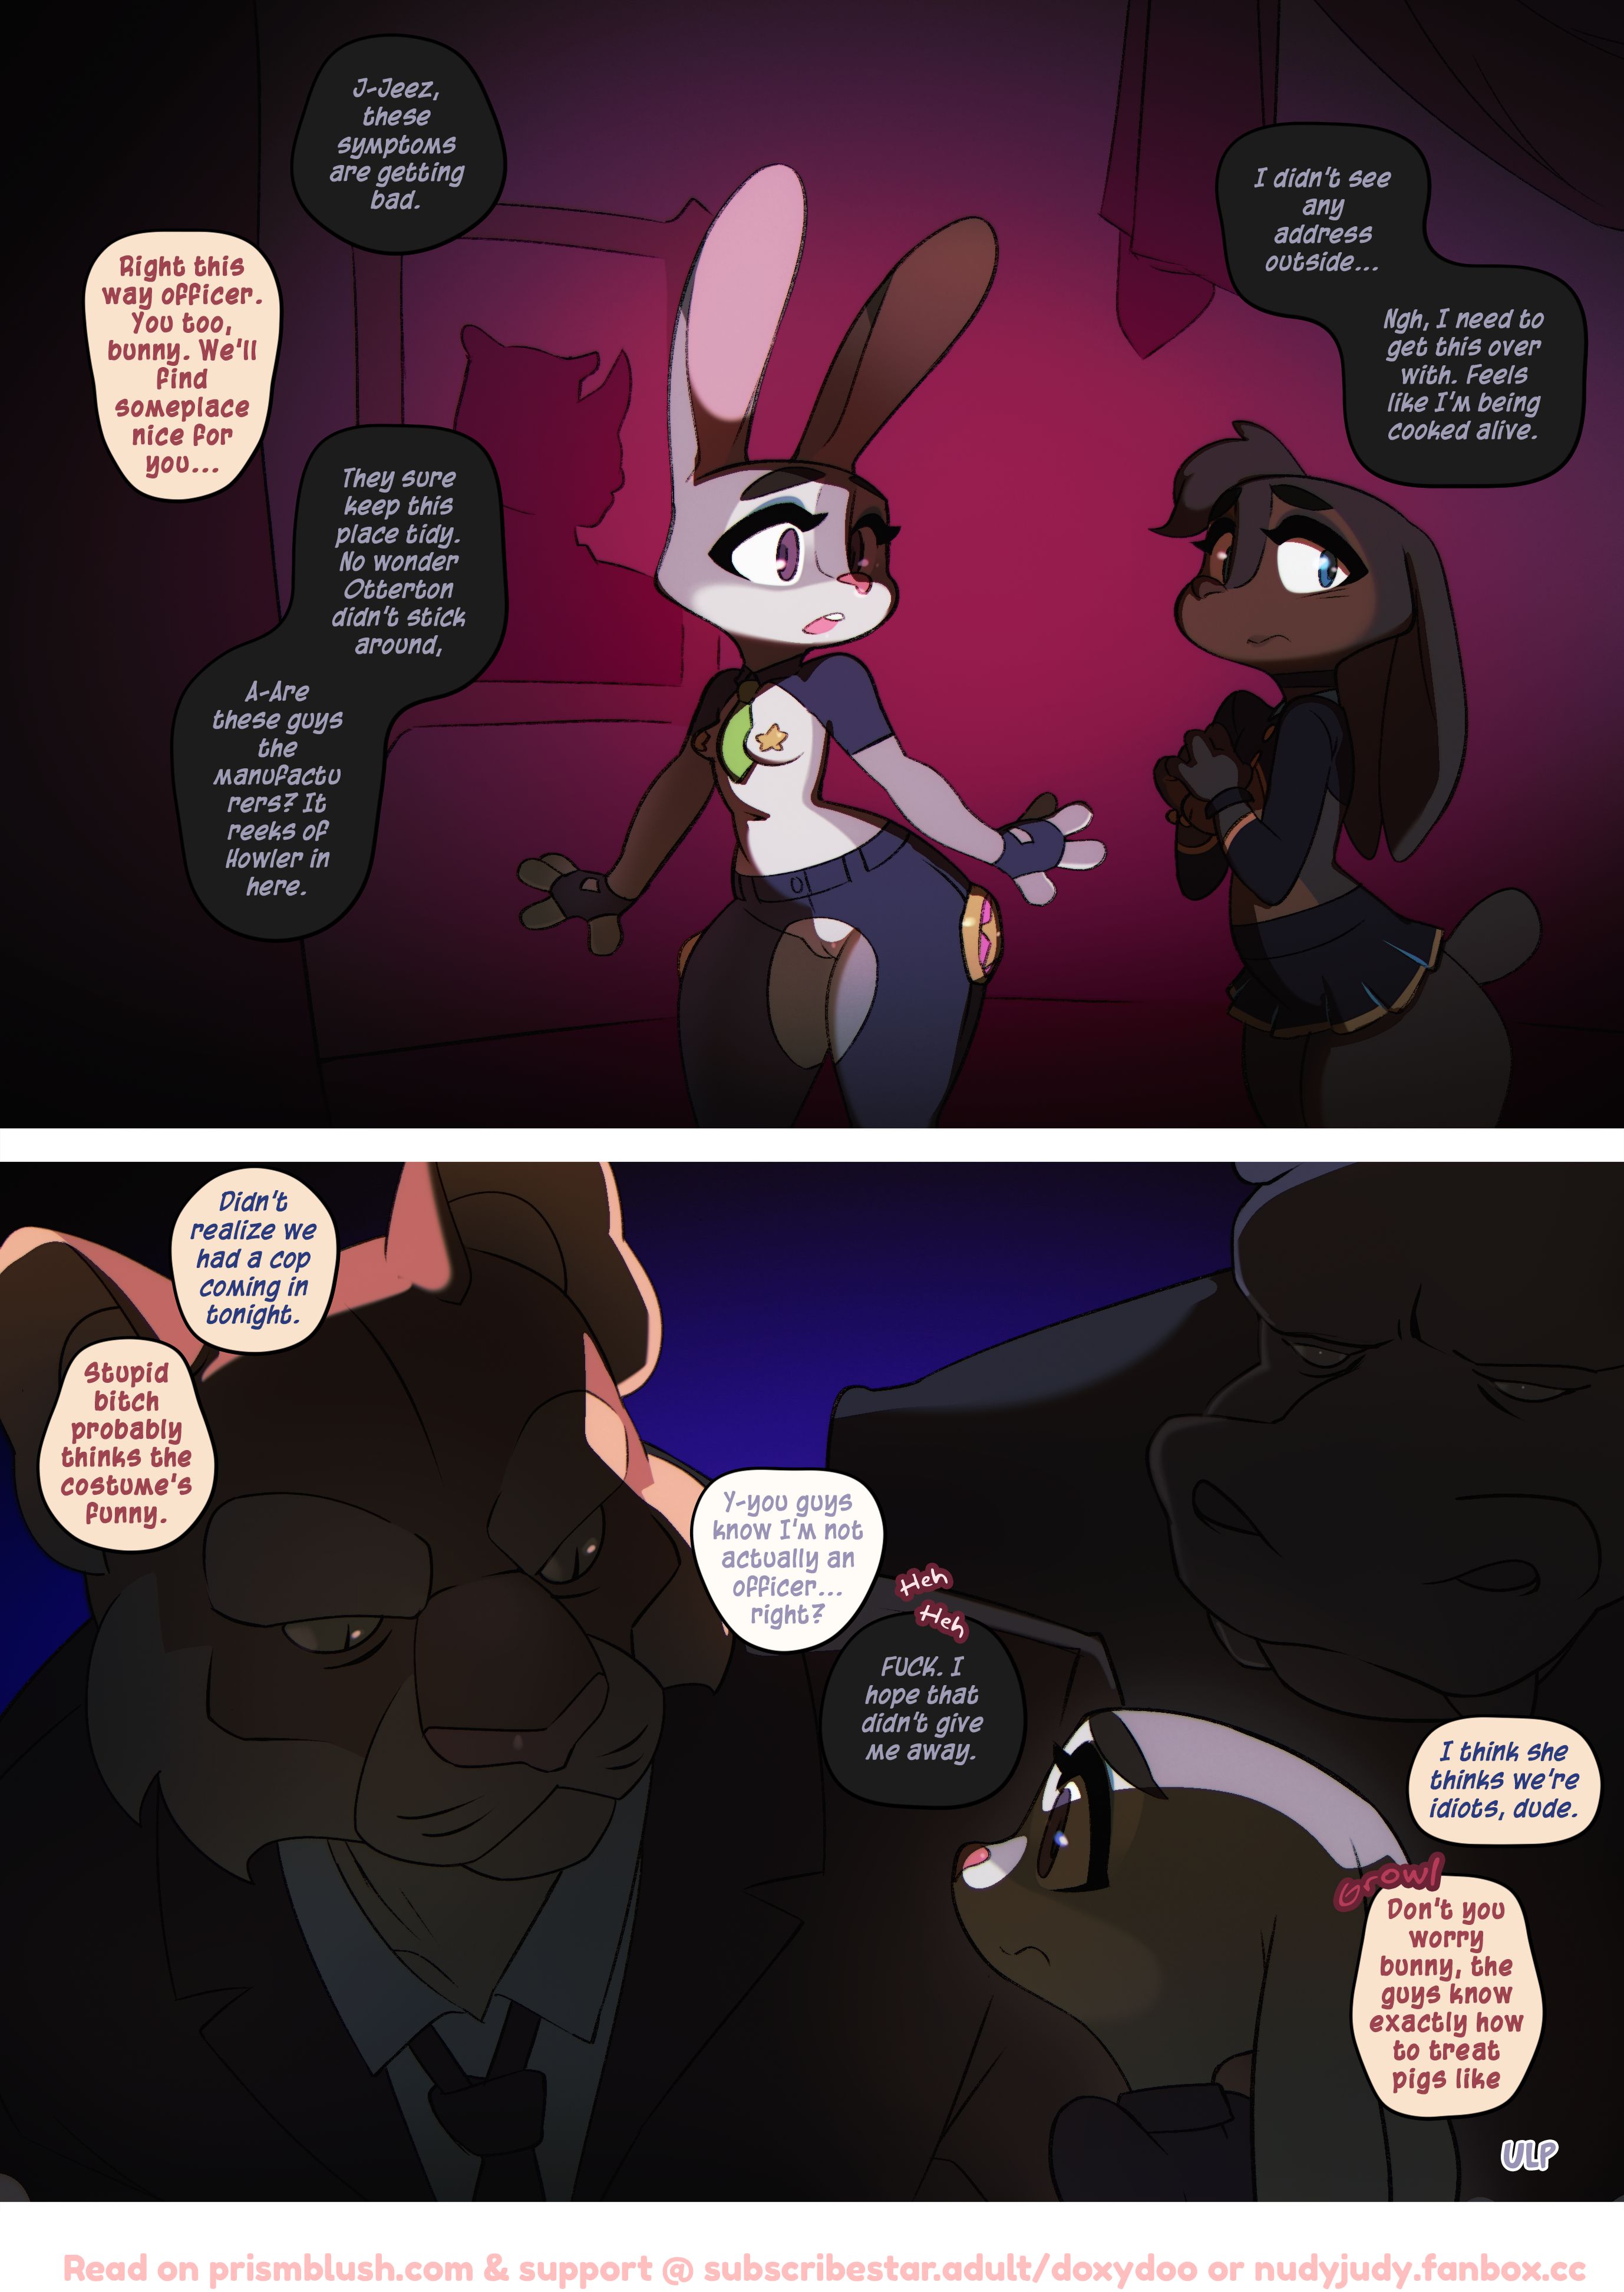 J-Jeez,
these
symptoms
are getting
bad.
Right this
way officer.
You too,
bunny. We'll
find
someplace
nice for
you...
They sure
keep this
place tidy.
No wonder
Otterton
didn't stick
around,
A-Are
these guys
the
manufactu
rers? It
reeks of
Howler in
here.
I didn't see
any
address
outside...
Ngh, I need to
get this over
with. Feels
like I'm being
cooked alive.
Didn't
realize we
had a cop
coming in
tonight.
Stupid
bitch
probably
thinks the
costume's
funny.
Y-you guys
know I'm not
actually an
officer...
right?
Heh
Heh
FUCK. I
hope that
didn't give
me away.
I think she
thinks we're
idiots, dude.
Growl
Don't you
worry
bunny, the
guys know
exactly how
to treat
pigs like
ULP
Read on prismblush.com & support @ subscribestar.adult/doxydoo or nudyjudy.fanbox.cc